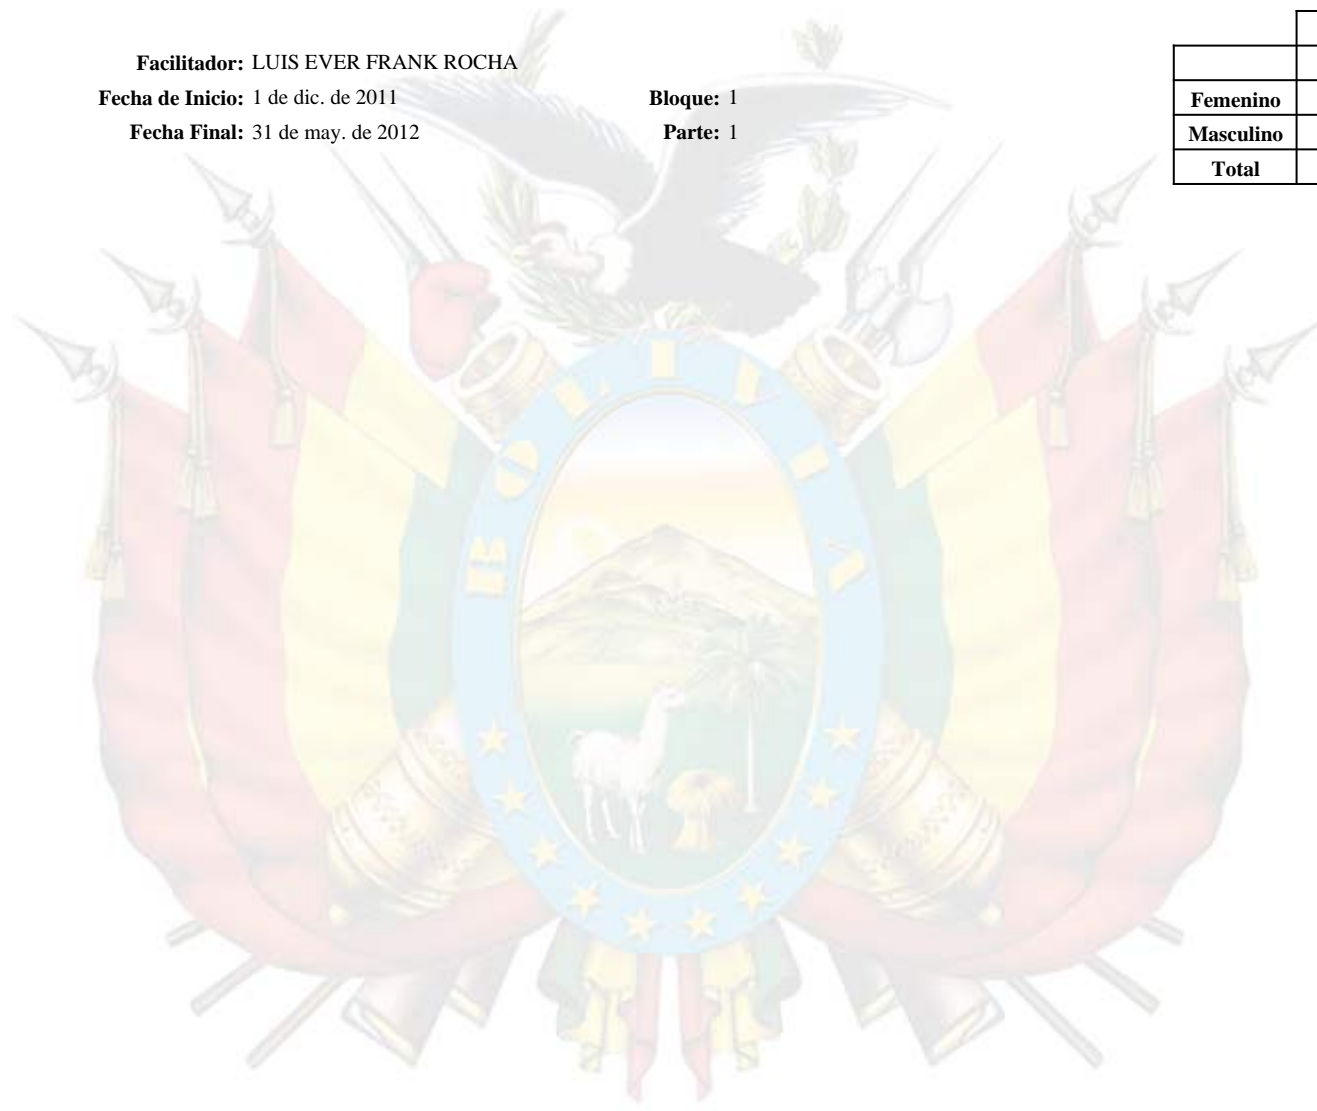 Facilitador: LUIS EVER FRANK ROCHA
Fecha de Inicio: 1 de dic. de 2011 Bloque: 1
Fecha Final: 31 de may. de 2012 Parte: 1
Femenino
Masculino
Total
BOLIVIA